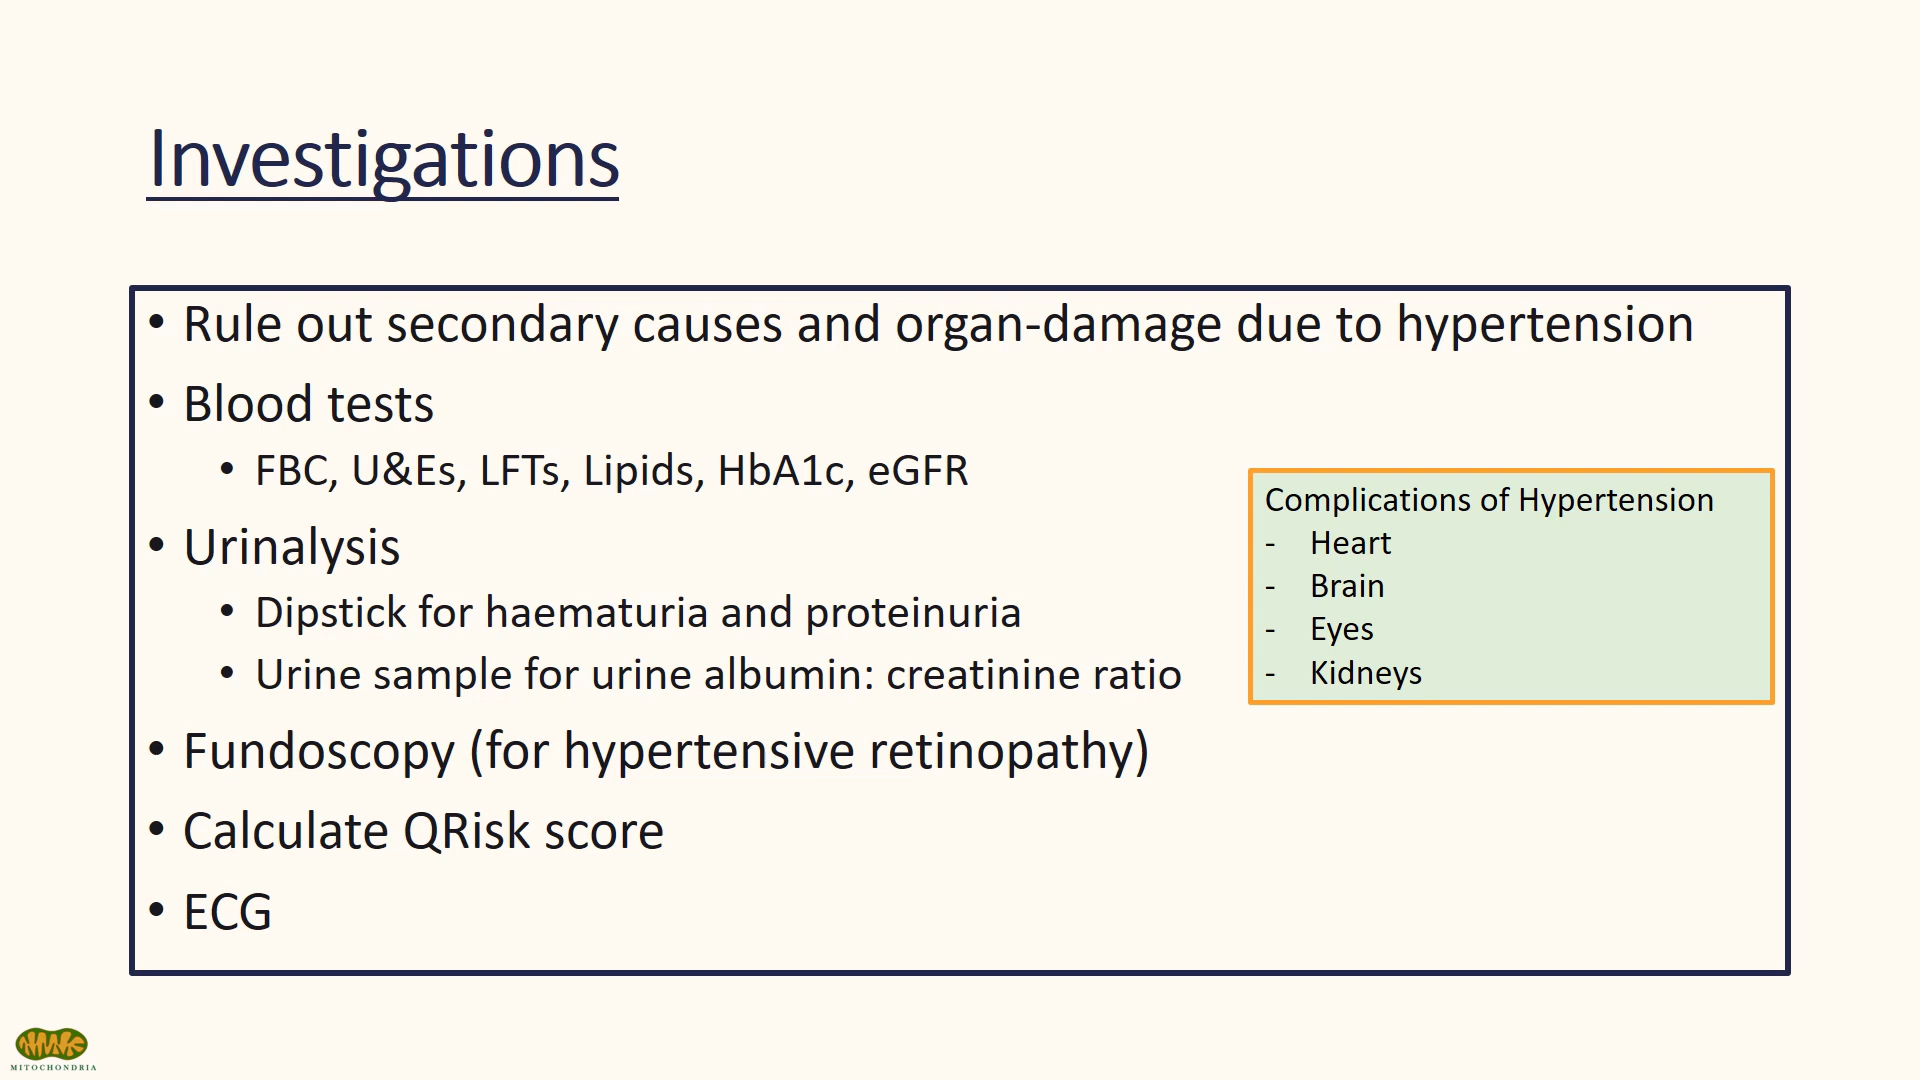 Investigations
• Rule out secondary causes and organ-damage due to hypertension
• Blood tests
• FBC, U&Es, LFTs, Lipids, HbA1c, eGFR
• Urinalysis
• Dipstick for haematuria and proteinuria
• Urine sample for urine albumin: creatinine ratio
• Fundoscopy (for hypertensive retinopathy)
• Calculate QRisk score
• ECG
Complications of Hypertension
- Heart
- Brain
- Eyes
- Kidneys
MITOCHONDRIA